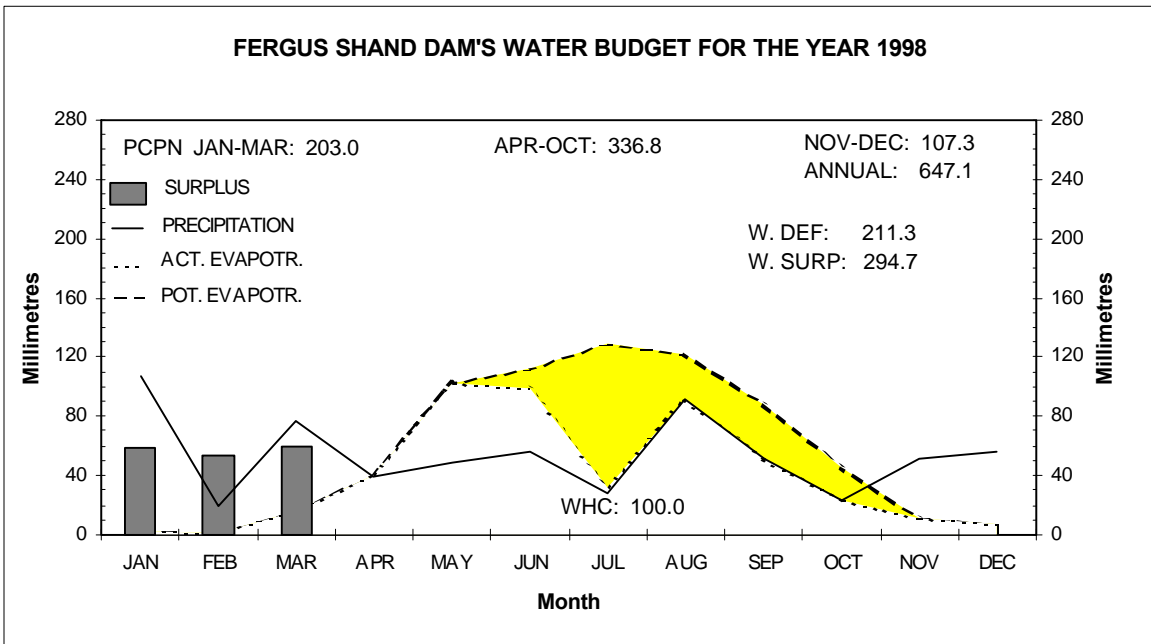 FERGUS SHAND DAM'S WATER BUDGET FOR THE YEAR 1998
280
240
200
160
120
80
40
0
Millimetres
PCPN JAN-MAR: 203.0
APR-OCT: 336.8
NOV-DEC: 107.3
ANNUAL: 647.1
SURPLUS
PRECIPITATION
ACT. EVAPOTR.
POT. EVAPOTR.
W. DEF: 211.3
W. SURP: 294.7
WHC: 100.0
280
240
200
160
120
80
40
0
Millimetres
JAN FEB MAR APR MAY JUN JUL AUG SEP OCT NOV DEC
Month